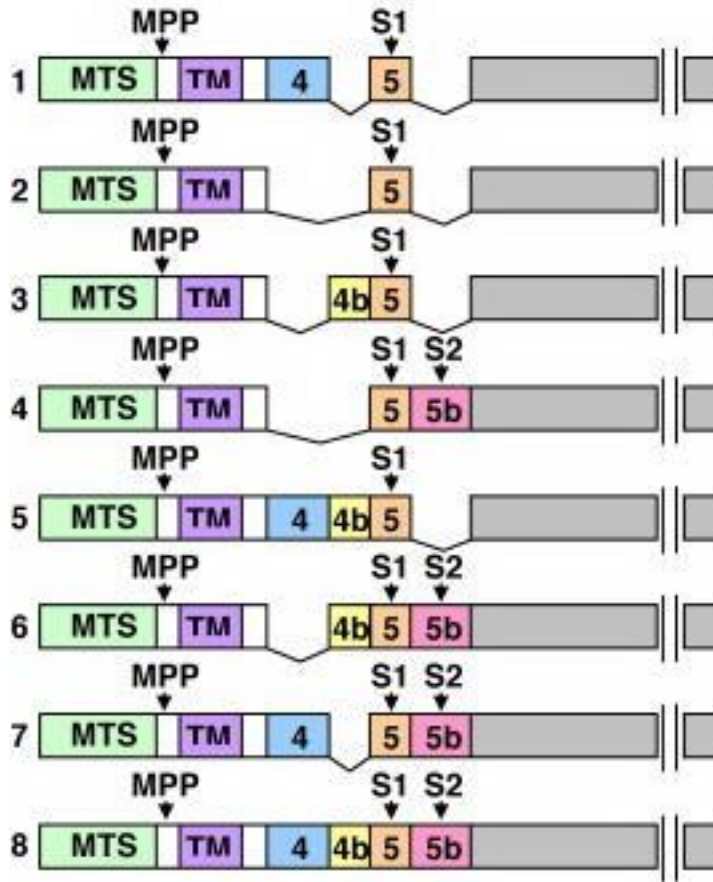 MPP S1
1 MTS TM 4 5
MPP S1
2 MTS TM 5
MPP S1
3 MTS TM 4b 5
MPP S1 S2
4 MTS TM 5 5b
MPP S1
5 MTS TM 4 4b 5
MPP S1 S2
6 MTS TM 4b 5 5b
MPP S1 S2
7 MTS TM 4 5 5b
MPP S1 S2
8 MTS TM 4 4b 5 5b